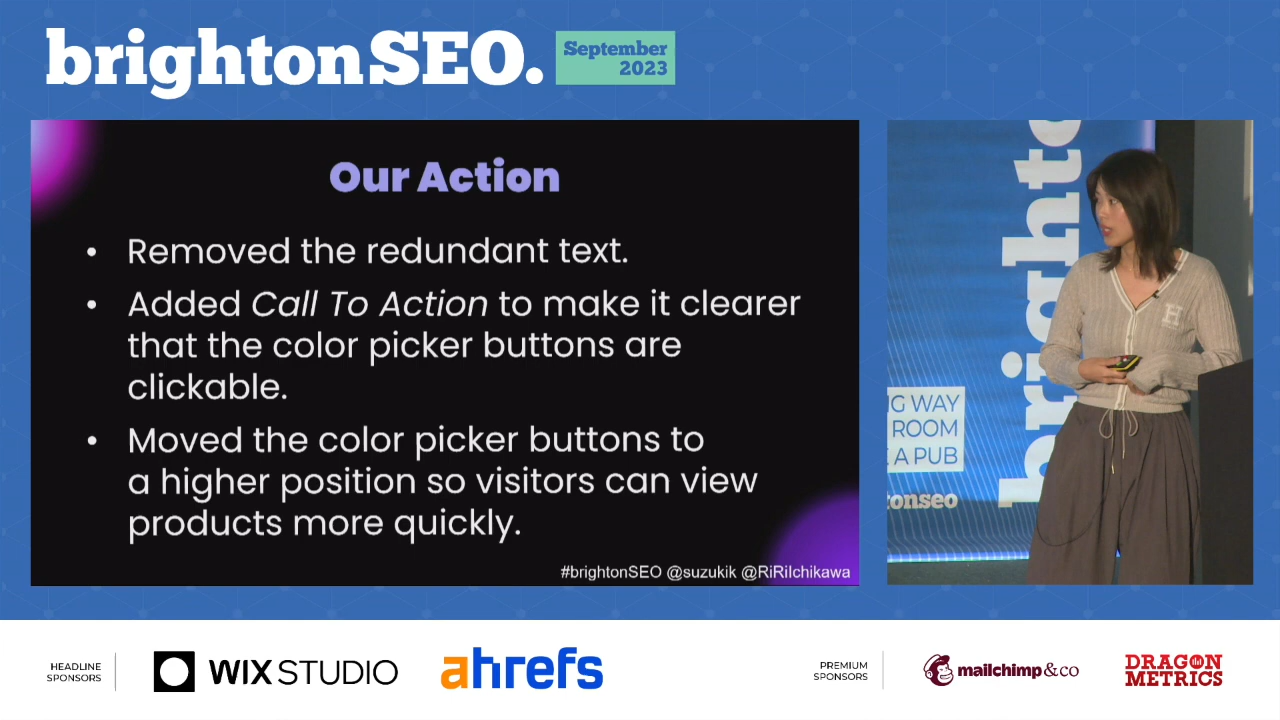 brightonSEO.
September
2023
Our Action
• Removed the redundant text.
• Added Call To Action to make it clearer
that the color picker buttons are
clickable.
• Moved the color picker buttons to
a higher position so visitors can view
products more quickly.
#brightonSEO @suzukik @RiRiIchikawa
brighto
H
G WAY
ROOM
A PUB
tonseo
HEADLINE
SPONSORS
WIX STUDIO
ahrefs
PREMIUM
SPONSORS
mailchimp&co
DRAGON
METRICS